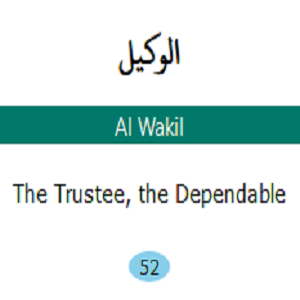 الوكيل
Al Wakil
The Trustee, the Dependable
52